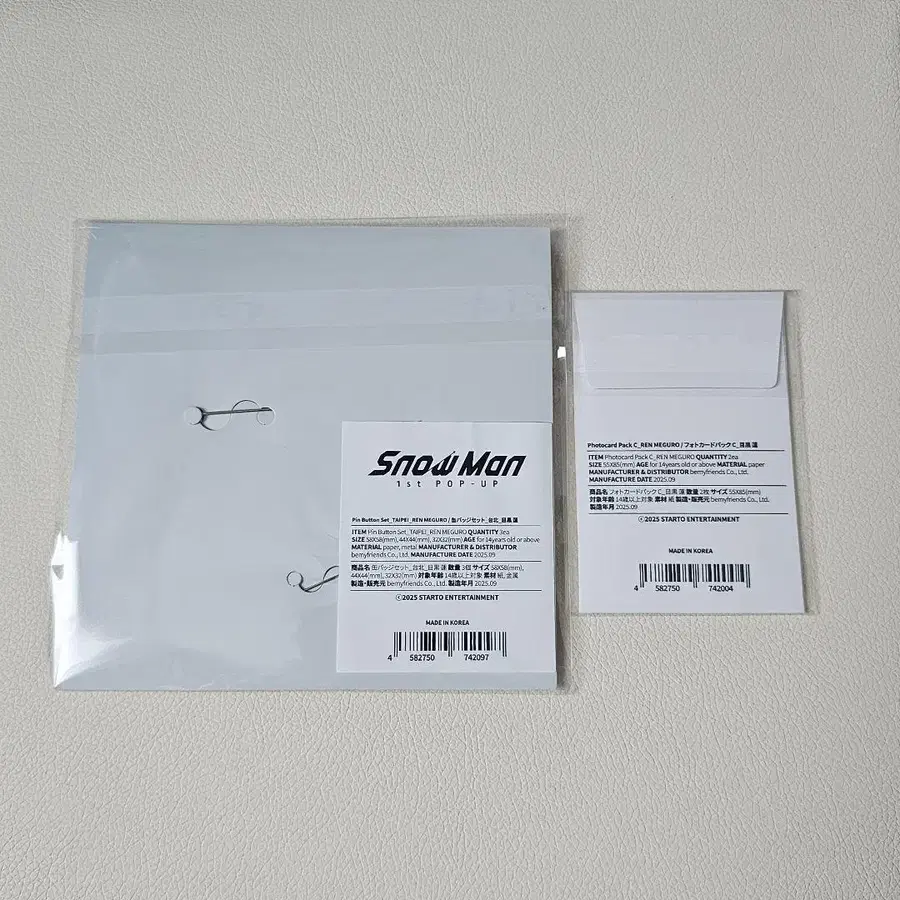 Snow Man
1st POP-UP
Pin Button Set_TAIPEI_REN MEGURO / 缶バッジセット_台北_目黒 蓮
ITEM Pin Button Set_TAIPEI_REN MEGURO QUANTITY 3ea
SIZE 58X58(mm), 44X44(mm), 32X32(mm) AGE for 14years old or above
MATERIAL paper, metal MANUFACTURER & DISTRIBUTOR
bemyfriends Co., Ltd. MANUFACTURE DATE 2025.09
商品名 缶バッジセット_台北_目黒 蓮 数量 3個 サイズ 58X58(mm),
44X44(mm), 32X32(mm) 対象年齢 14歳以上対象 素材 紙, 金属
製造・販売元 bemyfriends Co., Ltd. 製造年月 2025.09
ⓒ2025 STARTO ENTERTAINMENT
MADE IN KOREA
4 582750 742097
Photocard Pack C_REN MEGURO / フォトカードパック C_目黒 蓮
ITEM Photocard Pack C_REN MEGURO QUANTITY 2ea
SIZE 55X85(mm) AGE for 14years old or above MATERIAL paper
MANUFACTURER & DISTRIBUTOR bemyfriends Co., Ltd.
MANUFACTURE DATE 2025.09
商品名 フォトカードパック C_目黒 蓮 数量 2枚 サイズ 55X85(mm)
対象年齢 14歳以上対象 素材 紙 製造・販売元 bemyfriends Co., Ltd.
製造年月 2025.09
ⓒ2025 STARTO ENTERTAINMENT
MADE IN KOREA
4 582750 742004